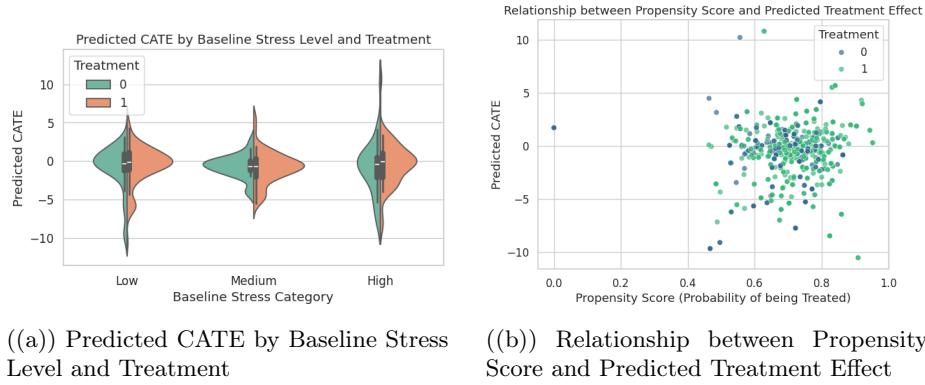 Predicted CATE by Baseline Stress Level and Treatment
Treatment
0
1
10
5
0
−5
−10
Predicted CATE
Low
Medium
High
Baseline Stress Category
((a)) Predicted CATE by Baseline Stress
Level and Treatment
Relationship between Propensity Score and Predicted Treatment Effect
Treatment
0
1
10
5
0
−5
−10
Predicted CATE
0.0
0.2
0.4
0.6
0.8
1.0
Propensity Score (Probability of being Treated)
((b)) Relationship between Propensity
Score and Predicted Treatment Effect